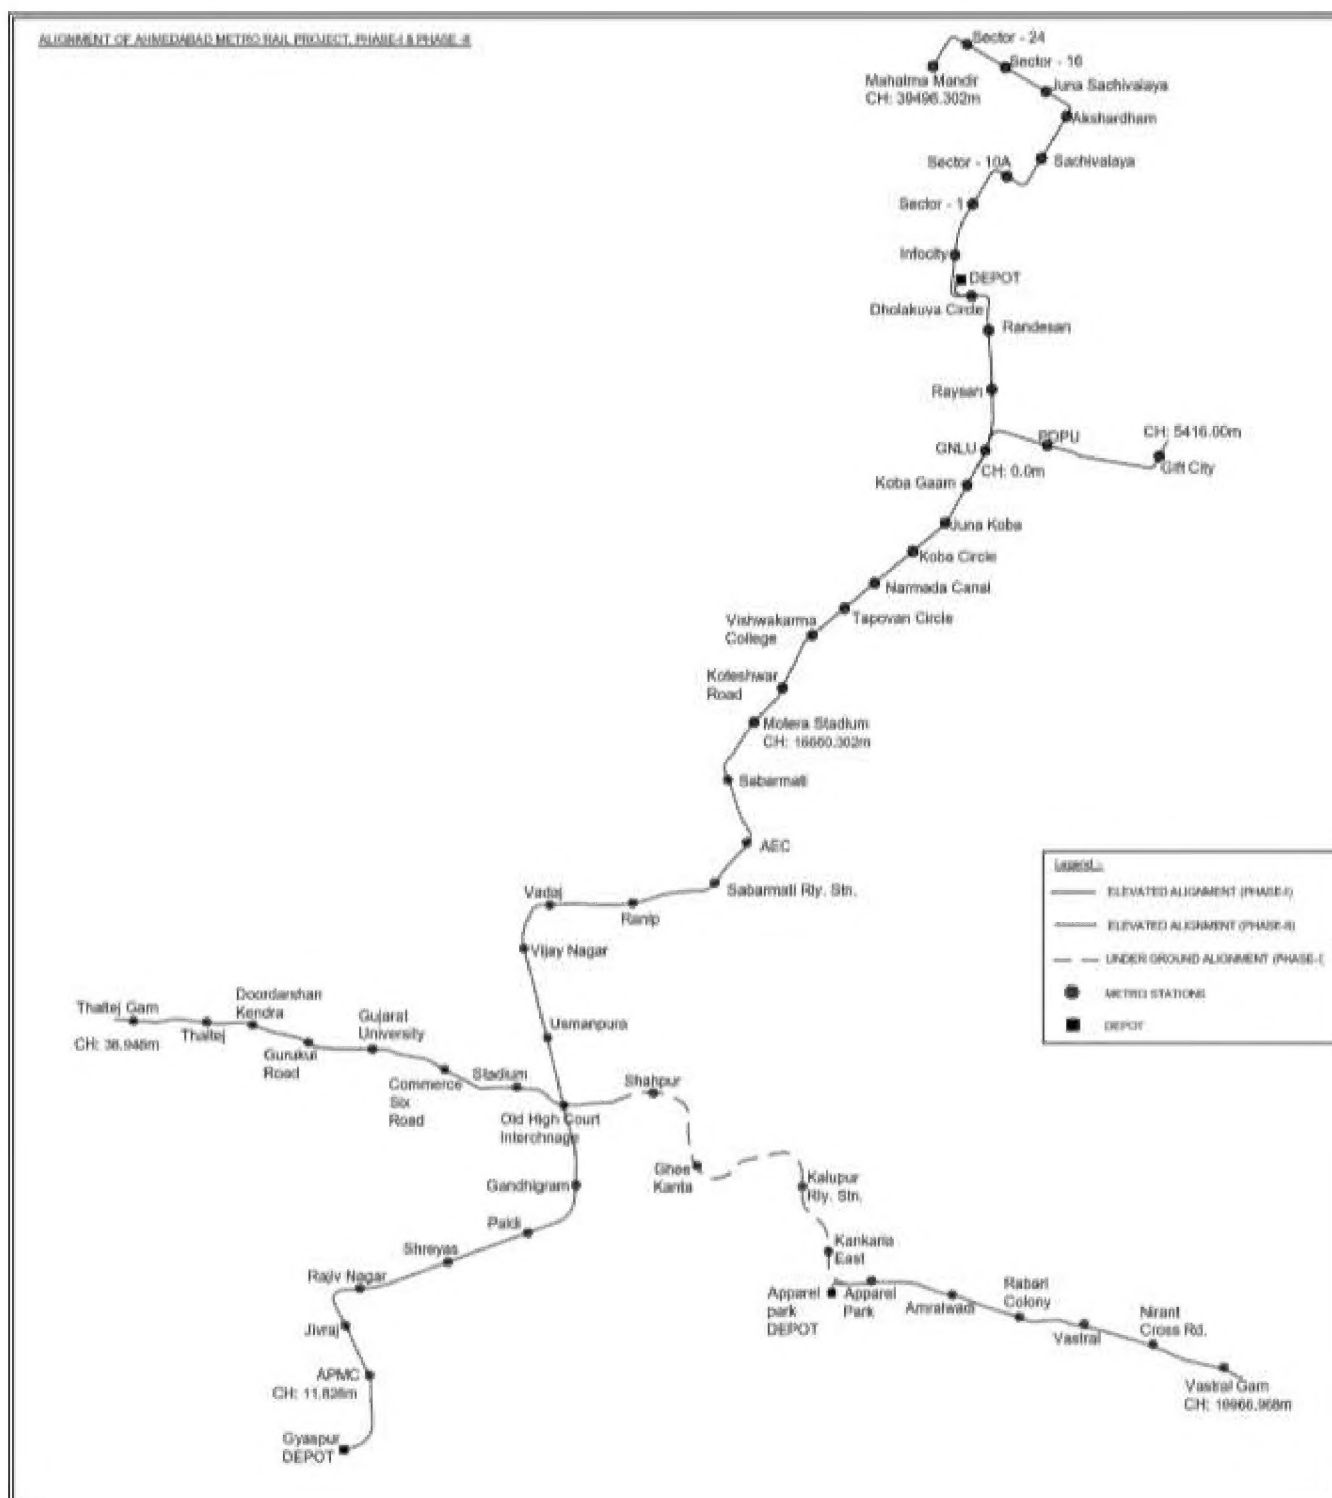 ALIGNMENT OF AHMEDABAD METRO RAIL PROJECT, PHASE-I & PHASE -II
Sector - 24
Sector - 16
Mahatma Mandir
CH: 39496.302m
Juna Sachivalaya
Akshardham
Sector - 10A
Sachivalaya
Sector - 1
Infocity
DEPOT
Dholakuva Circle
Randesan
Raysan
GNLU
CH: 0.0m
PDPU
CH: 5416.00m
Gift City
Koba Gaam
Juna Koba
Koba Circle
Narmada Canal
Tapovan Circle
Vishwakarma
College
Koteshwar
Road
Motera Stadium
CH: 16660.302m
Sabarmati
AEC
Sabarmati Rly. Stn.
Vadaj
Ranip
Vijay Nagar
Usmanpura
Legend :-
ELEVATED ALIGNMENT (PHASE-I)
ELEVATED ALIGNMENT (PHASE-II)
UNDER GROUND ALIGNMENT (PHASE-I
METRO STATIONS
DEPOT
Thaltej Gam
CH: 36.948m
Thaltej
Doordarshan
Kendra
Gurukul
Road
Gujarat
University
Commerce
Six
Road
Stadium
Old High Court
Interchnage
Shahpur
Ghee
Kanta
Kalupur
Rly. Stn.
Kankaria
East
Apparel
park
DEPOT
Apparel
Park
Amraiwadi
Rabari
Colony
Vastral
Nirant
Cross Rd.
Vastral Gam
CH: 19966.968m
Gandhigram
Paldi
Shreyas
Rajiv Nagar
Jivraj
APMC
CH: 11.828m
Gyaspur
DEPOT